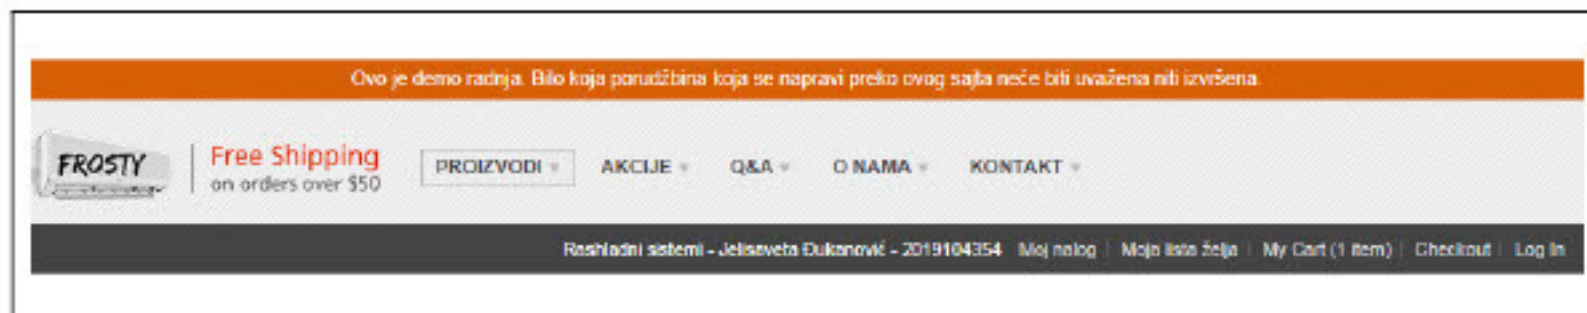 Ovo je demo radnja. Bilo koja porudžbina koja se napravi preko ovog sajta neće biti uvažena niti izvršena.
FROSTY
Free Shipping
on orders over $50
PROIZVODI AKCIJE Q&A O NAMA KONTAKT
Rashladni sistemi - Jelisaveta Đukanović - 2019104354 Moj nalog | Moja lista želja | My Cart (1 item) | Checkout | Log In